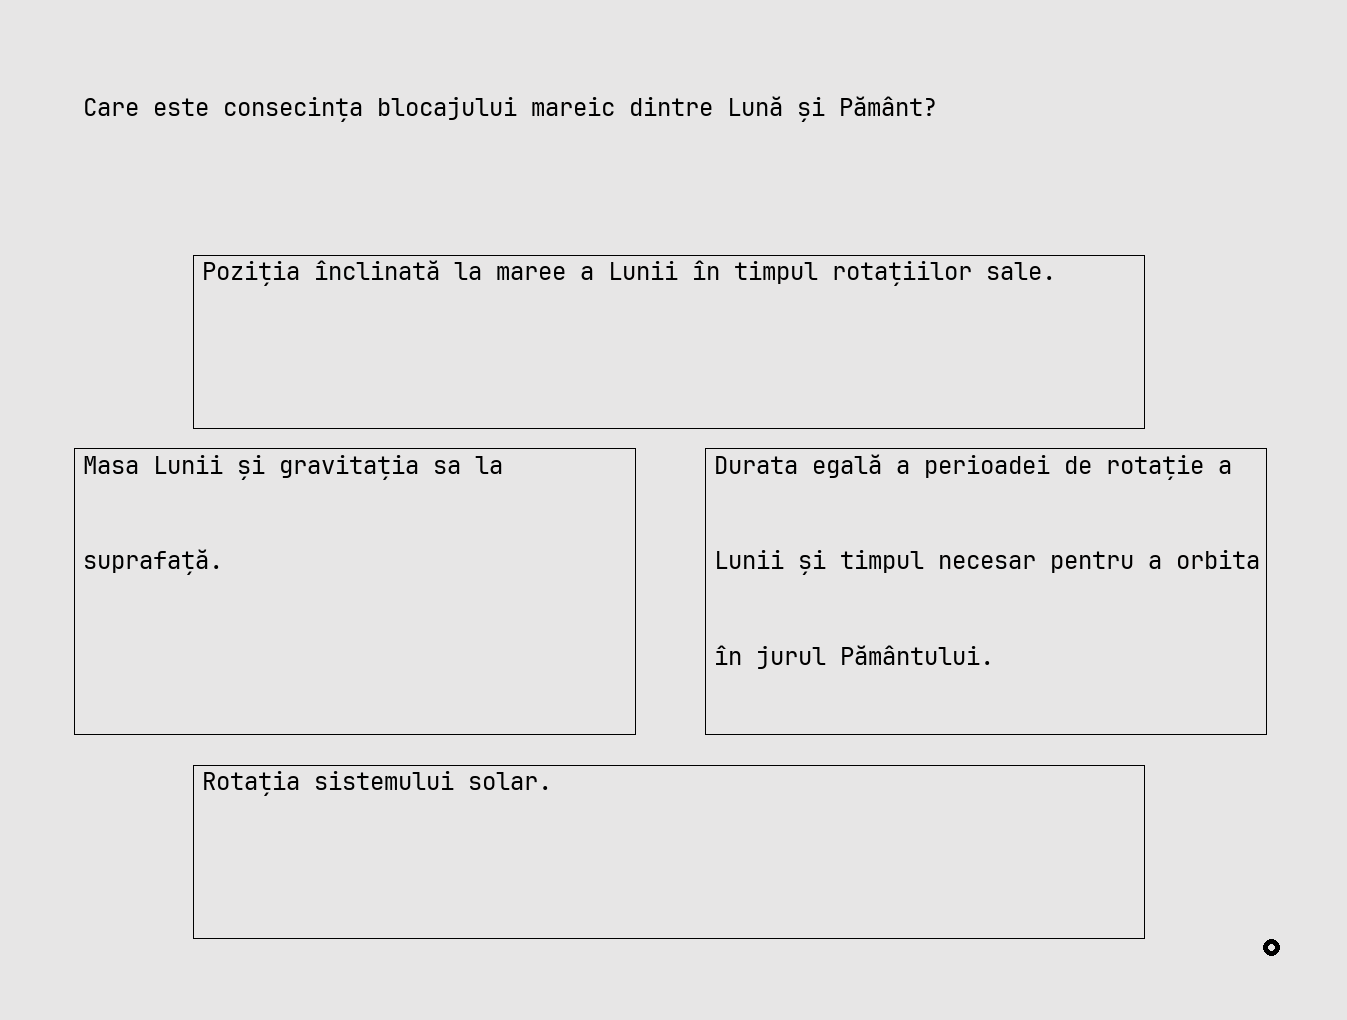 Care este consecința blocajului mareic dintre Lună și Pământ?
Poziția înclinată la maree a Lunii în timpul rotațiilor sale.
Masa Lunii și gravitația sa la
suprafață.
Durata egală a perioadei de rotație a
Lunii și timpul necesar pentru a orbita
în jurul Pământului.
Rotația sistemului solar.